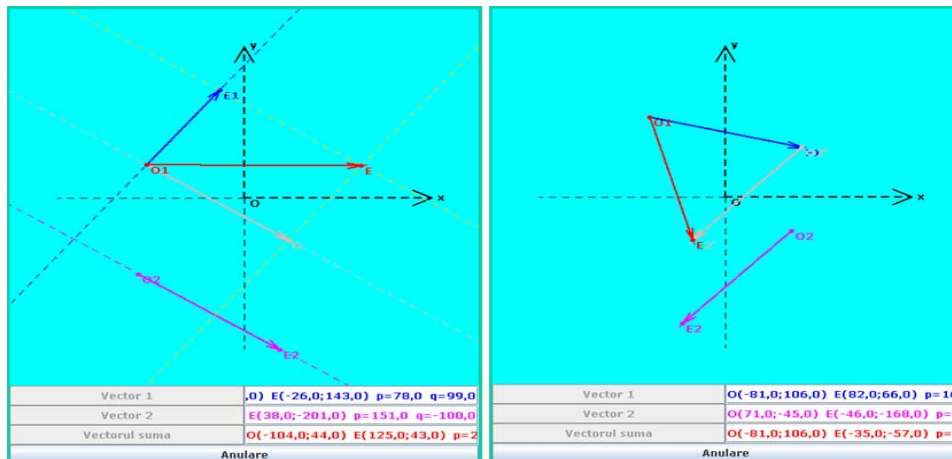 y
E1
O1
E
O
x
O2
E2
Vector 1 ,0) E(-26,0;143,0) p=78,0 q=99,0
Vector 2 E(38,0;-201,0) p=151,0 q=-100,0
Vectorul suma O(-104,0;44,0) E(125,0;43,0) p=2
Anulare
y
O1
O
x
E
O2
E2
Vector 1 O(-81,0;106,0) E(82,0;66,0) p=16
Vector 2 O(71,0;-45,0) E(-46,0;-168,0) p=
Vectorul suma O(-81,0;106,0) E(-35,0;-57,0) p=
Anulare